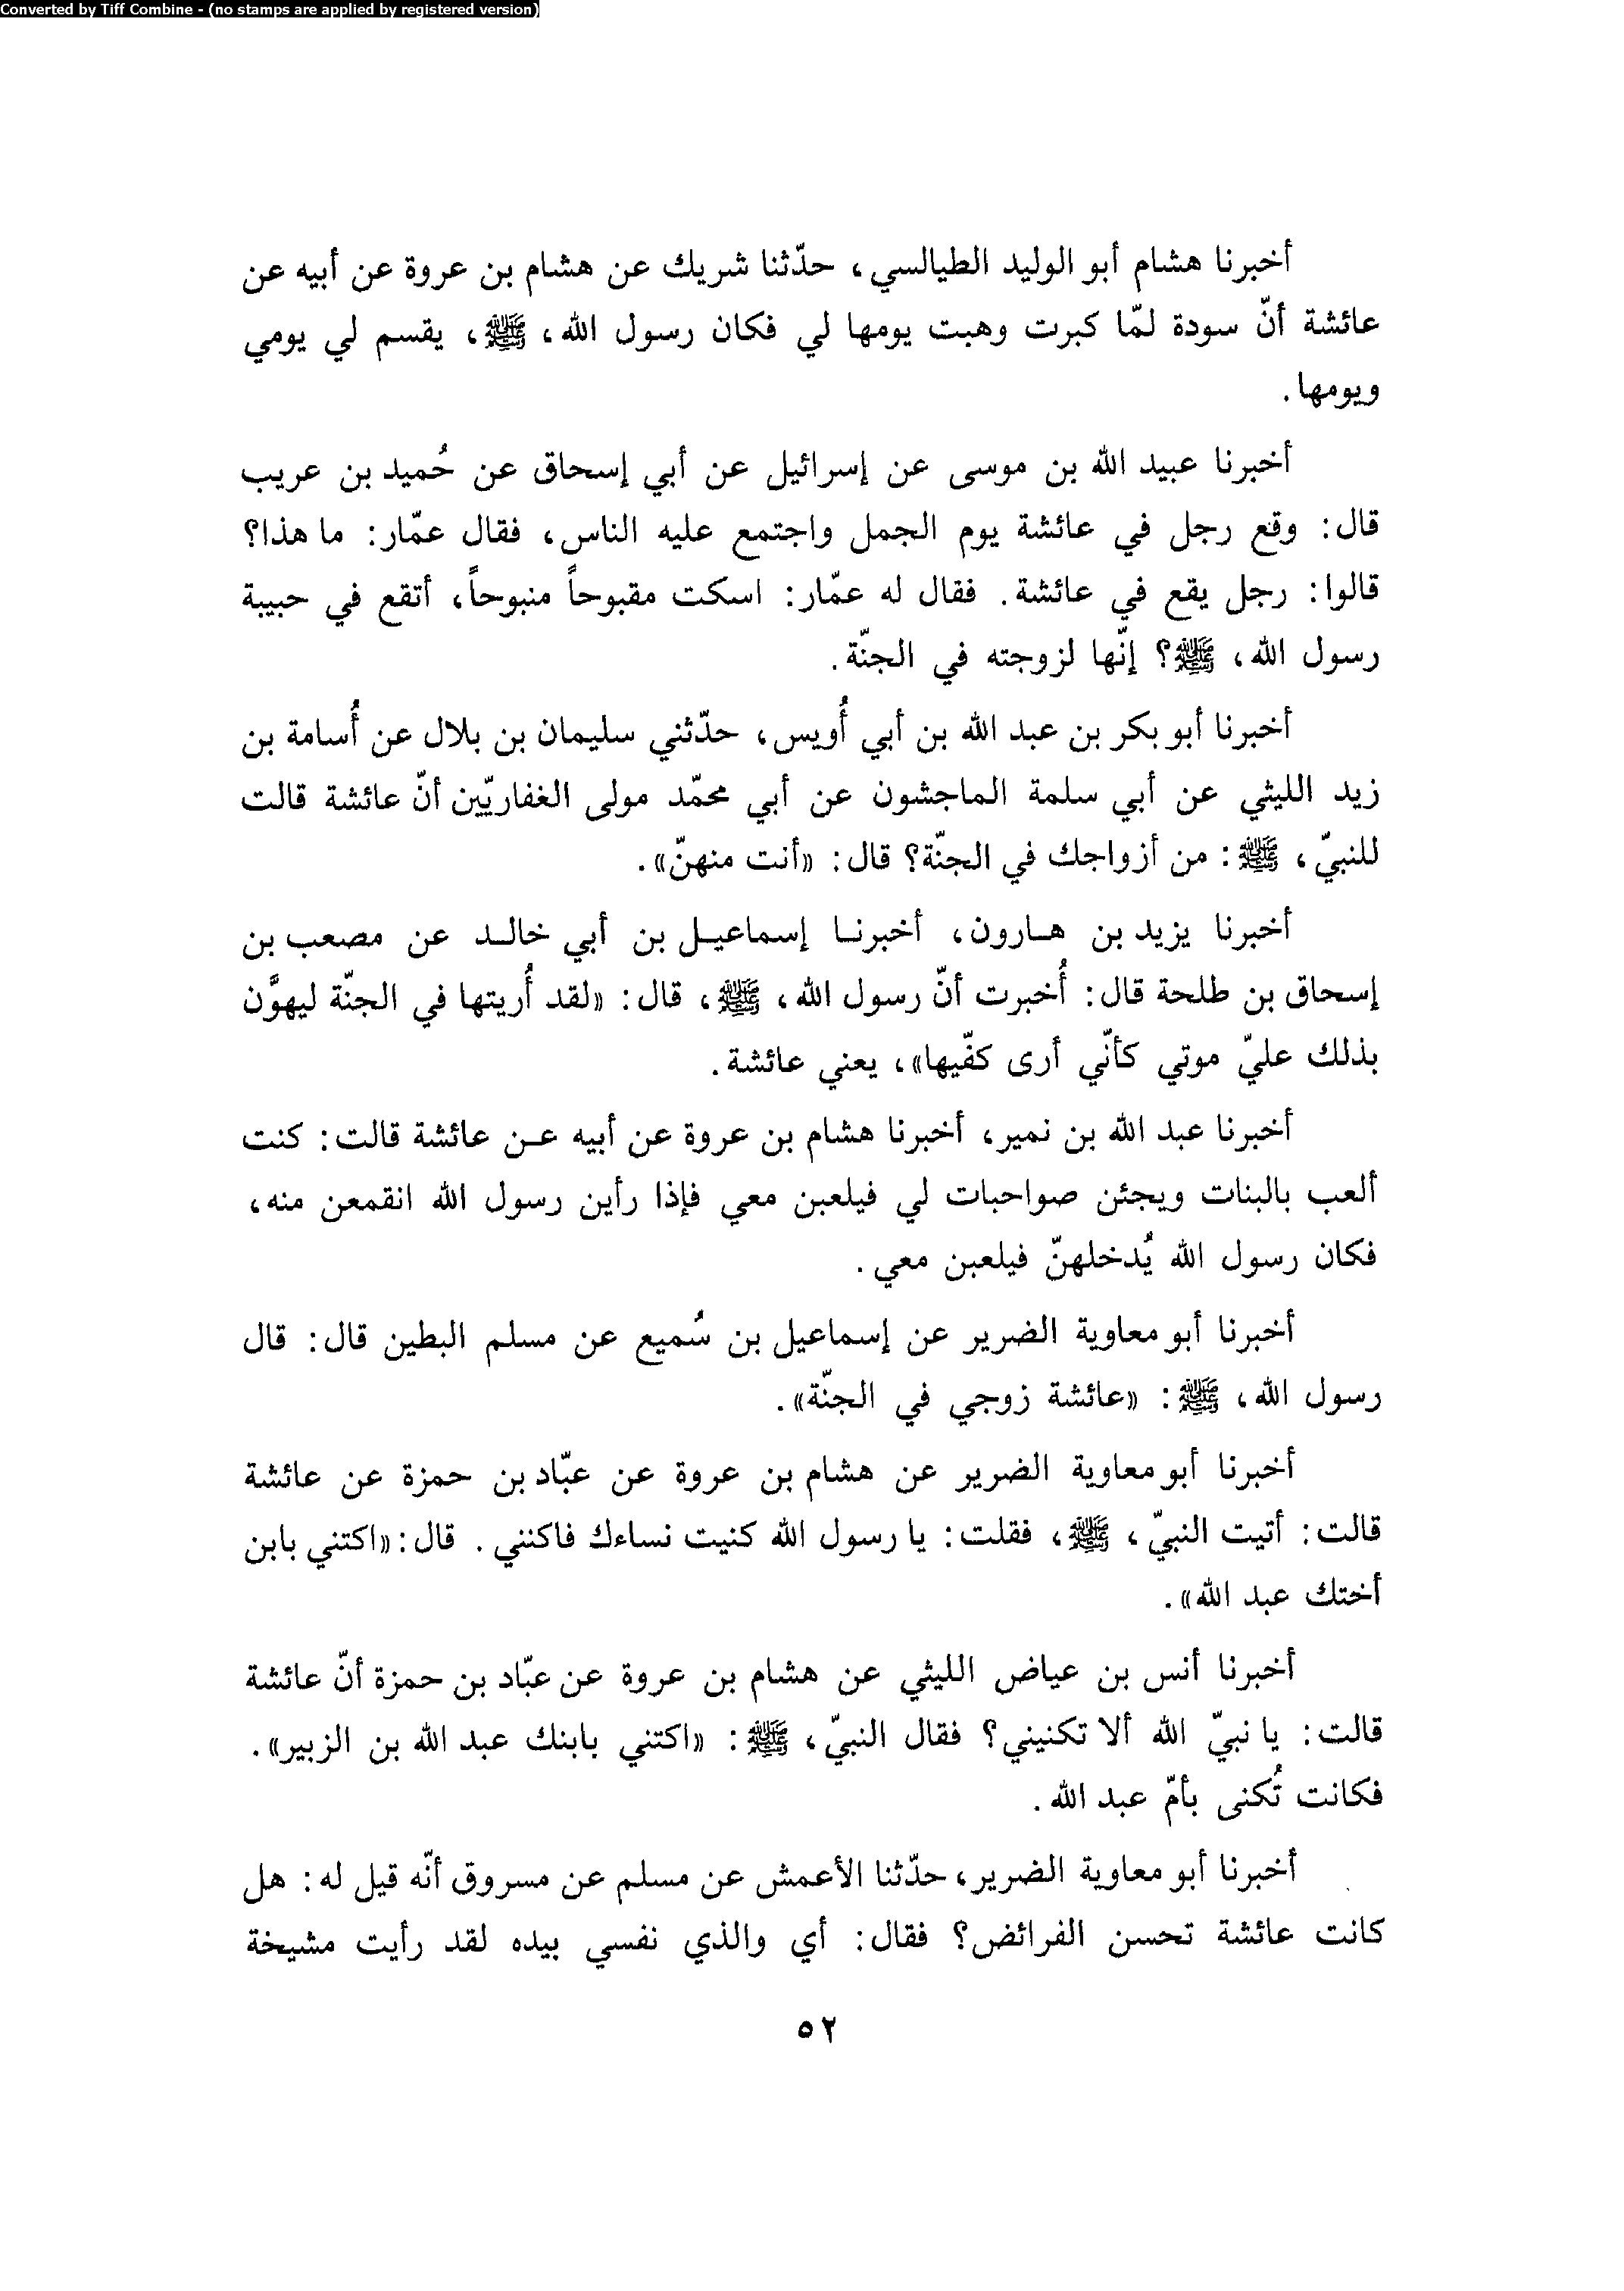 Converted by Tiff Combine - (no stamps are applied by registered version)
أخبرنا هشام أبو الوليد الطيالسي، حدّثنا شريك عن هشام بن عروة عن أبيه عن
عائشة أنّ سودة لمّا كبرت وهبت يومها لي فكان رسول الله، ﷺ، يقسم لي يومي
ويومها.
أخبرنا عبيد الله بن موسى عن إسرائيل عن أبي إسحاق عن حُميد بن عريب
قال: وقع رجل في عائشة يوم الجمل واجتمع عليه الناس، فقال عمّار: ما هذا؟
قالوا: رجل يقع في عائشة. فقال له عمّار: اسكت مقبوحاً منبوحاً، أتقع في حبيبة
رسول الله، ﷺ؟ إنّها لزوجته في الجنّة.
أخبرنا أبو بكر بن عبد الله بن أبي أُويس، حدّثني سليمان بن بلال عن أُسامة بن
زيد الليثي عن أبي سلمة الماجشون عن أبي محمّد مولى الغفاريّين أنّ عائشة قالت
للنبيّ، ﷺ: من أزواجك في الجنّة؟ قال: «أنت منهنّ».
أخبرنا يزيد بن هـارون، أخبرنـا إسماعيـل بن أبي خالـد عن مصعب بن
إسحاق بن طلحة قال: أُخبرت أنّ رسول الله، ﷺ، قال: «لقد أُريتها في الجنّة ليهوَّن
بذلك عليّ موتي كأنّي أرى كفّيها»، يعني عائشة.
أخبرنا عبد الله بن نمير، أخبرنا هشام بن عروة عن أبيه عـن عائشة قالت: كنت
ألعب بالبنات ويجئن صواحبات لي فيلعبن معي فإذا رأين رسول الله انقمعن منه،
فكان رسول الله يُدخلهنّ فيلعبن معي.
أخبرنا أبو معاوية الضرير عن إسماعيل بن سُميع عن مسلم البطين قال: قال
رسول الله، ﷺ: «عائشة زوجي في الجنّة».
أخبرنا أبو معاوية الضرير عن هشام بن عروة عن عبّاد بن حمزة عن عائشة
قالت: أتيت النبيّ، ﷺ، فقلت: يا رسول الله كنيت نساءك فاكنني. قال: «اكتني بابن
أختك عبد الله».
أخبرنا أنس بن عياض الليثي عن هشام بن عروة عن عبّاد بن حمزة أنّ عائشة
قالت: يا نبيّ الله ألا تكنيني؟ فقال النبيّ، ﷺ: «اكتني بابنك عبد الله بن الزبير».
فكانت تُكنى بأمّ عبد الله.
أخبرنا أبو معاوية الضرير، حدّثنا الأعمش عن مسلم عن مسروق أنّه قيل له: هل
كانت عائشة تحسن الفرائض؟ فقال: أي والذي نفسي بيده لقد رأيت مشيخة
٥٢